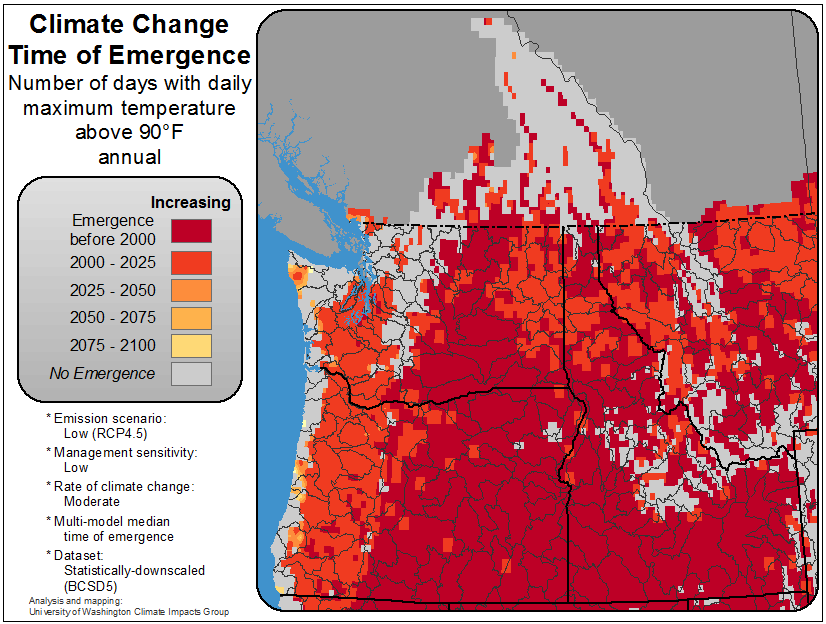 Climate Change
Time of Emergence
Number of days with daily
maximum temperature
above 90°F
annual
Increasing
Emergence
before 2000
2000 - 2025
2025 - 2050
2050 - 2075
2075 - 2100
No Emergence
* Emission scenario:
Low (RCP4.5)
* Management sensitivity:
Low
* Rate of climate change:
Moderate
* Multi-model median
time of emergence
* Dataset:
Statistically-downscaled
(BCSD5)
Analysis and mapping:
University of Washington Climate Impacts Group